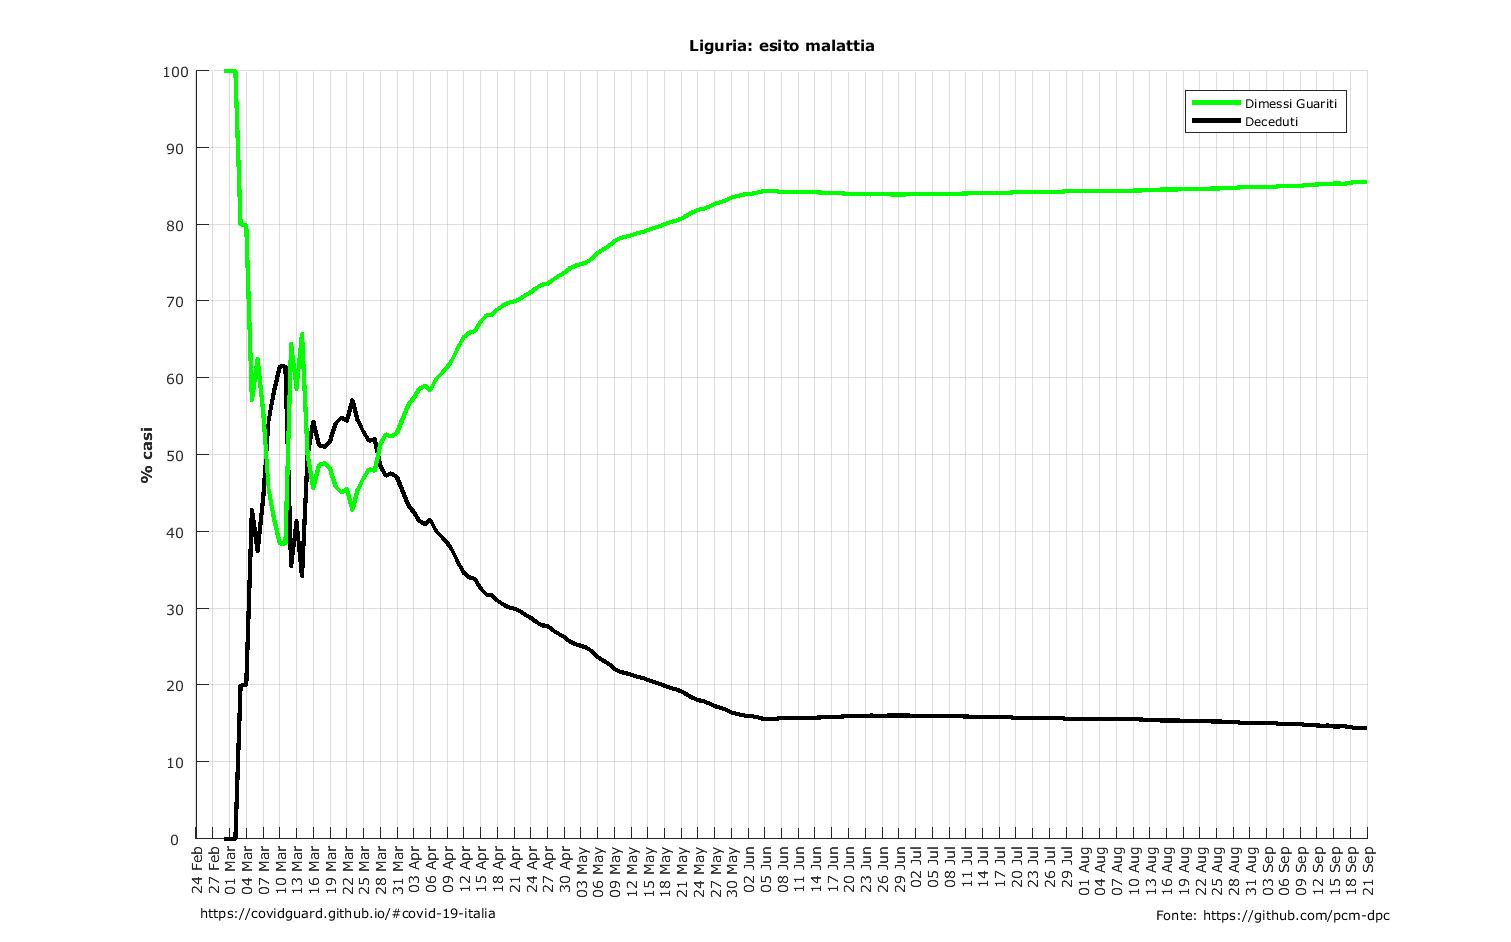 Liguria: esito malattia
Dimessi Guariti
Deceduti
% casi
100
90
80
70
60
50
40
30
20
10
0
24 Feb
27 Feb
01 Mar
04 Mar
07 Mar
10 Mar
13 Mar
16 Mar
19 Mar
22 Mar
25 Mar
28 Mar
31 Mar
03 Apr
06 Apr
09 Apr
12 Apr
15 Apr
18 Apr
21 Apr
24 Apr
27 Apr
30 Apr
03 May
06 May
09 May
12 May
15 May
18 May
21 May
24 May
27 May
30 May
02 Jun
05 Jun
08 Jun
11 Jun
14 Jun
17 Jun
20 Jun
23 Jun
26 Jun
29 Jun
02 Jul
05 Jul
08 Jul
11 Jul
14 Jul
17 Jul
20 Jul
23 Jul
26 Jul
29 Jul
01 Aug
04 Aug
07 Aug
10 Aug
13 Aug
16 Aug
19 Aug
22 Aug
25 Aug
28 Aug
31 Aug
03 Sep
06 Sep
09 Sep
12 Sep
15 Sep
18 Sep
21 Sep
https://covidguard.github.io/#covid-19-italia
Fonte: https://github.com/pcm-dpc